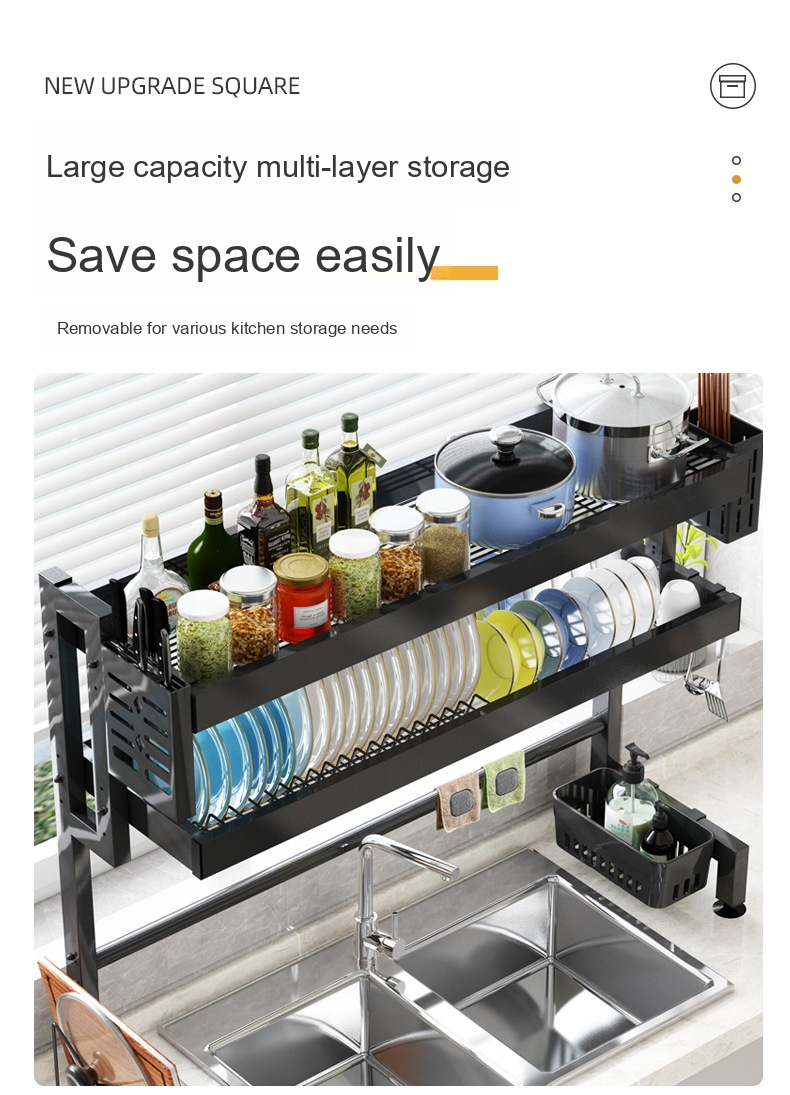 NEW UPGRADE SQUARE
Large capacity multi-layer storage
Save space easily
Removable for various kitchen storage needs